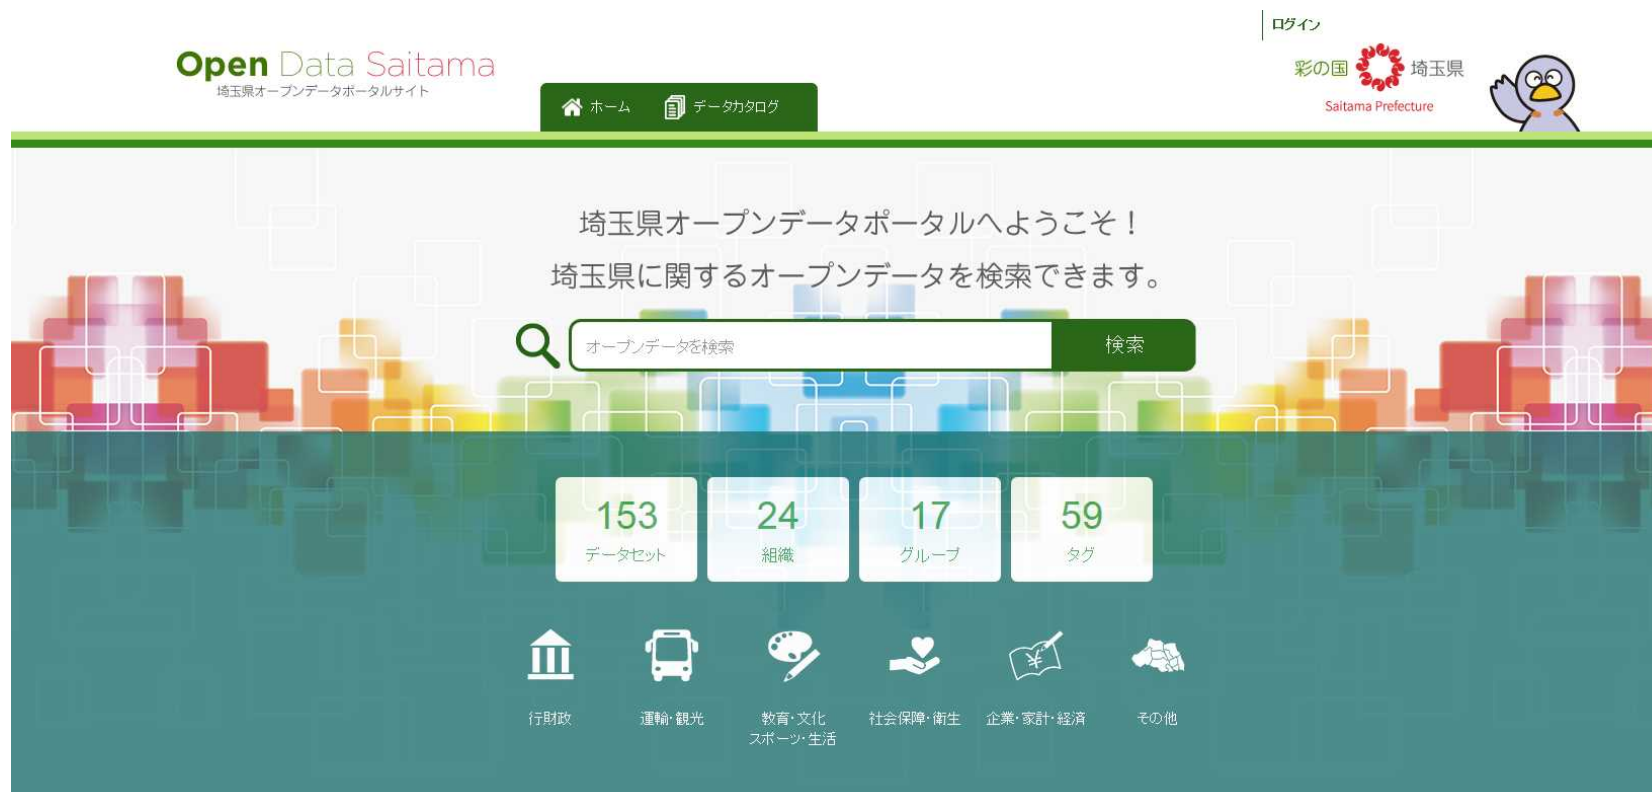 ログイン
Open Data Saitama
埼玉県オープンデータポータルサイト
ホーム
データカタログ
彩の国 埼玉県
Saitama Prefecture
埼玉県オープンデータポータルへようこそ！
埼玉県に関するオープンデータを検索できます。
オープンデータを検索
検索
153
データセット
24
組織
17
グループ
59
タグ
行財政
運輸・観光
教育・文化
スポーツ・生活
社会保障・衛生
企業・家計・経済
その他
¥